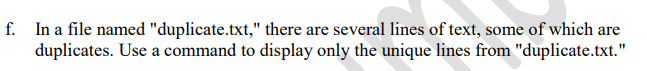 f. In a file named "duplicate.txt," there are several lines of text, some of which are
duplicates. Use a command to display only the unique lines from "duplicate.txt."